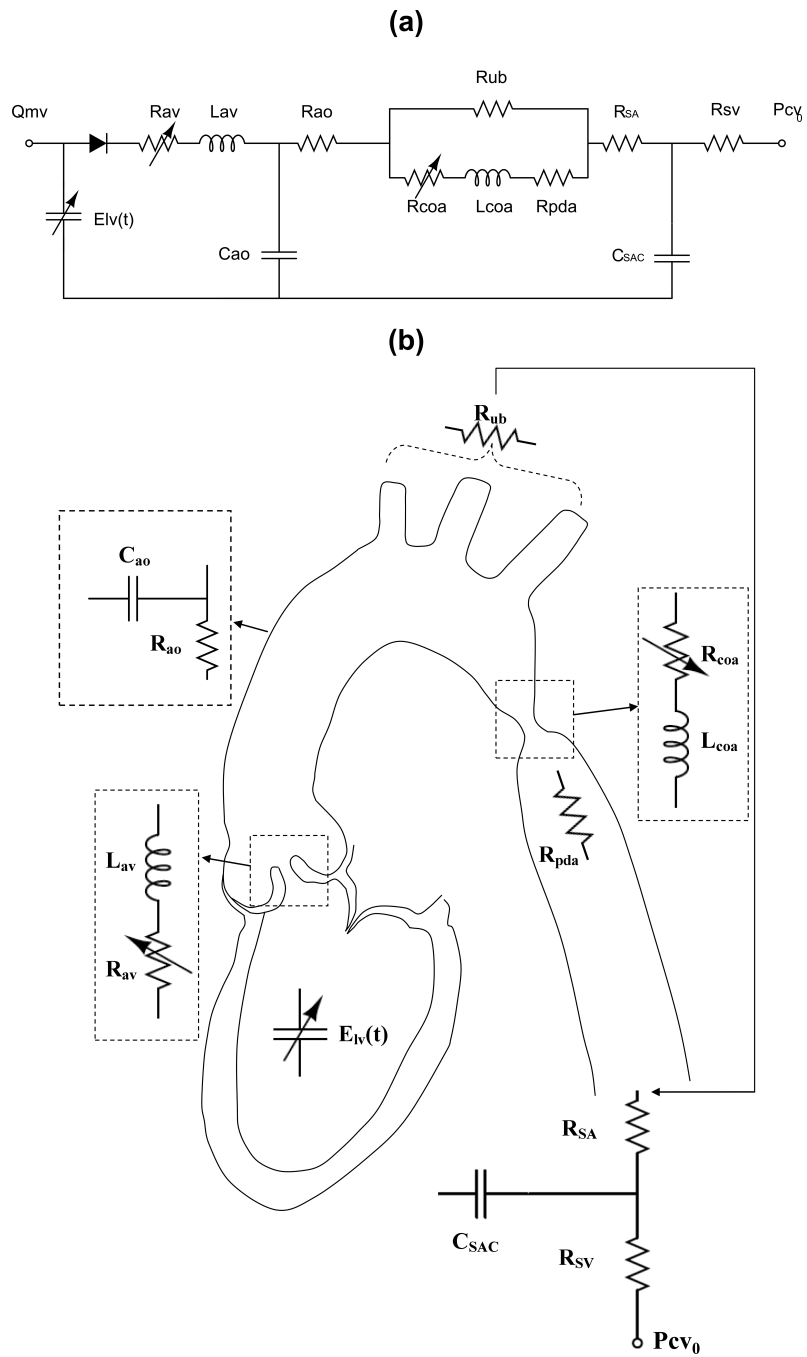 (a)
Rub
Qmv Rav Lav Rao RSA Rsv Pcv0
Rcoa Lcoa Rpda
Elv(t)
Cao CSAC
(b)
Rub
Cao
Rao
Rcoa
Lcoa
Lav
Rpda
Rav
Elv(t)
RSA
CSAC
RSV
Pcv0